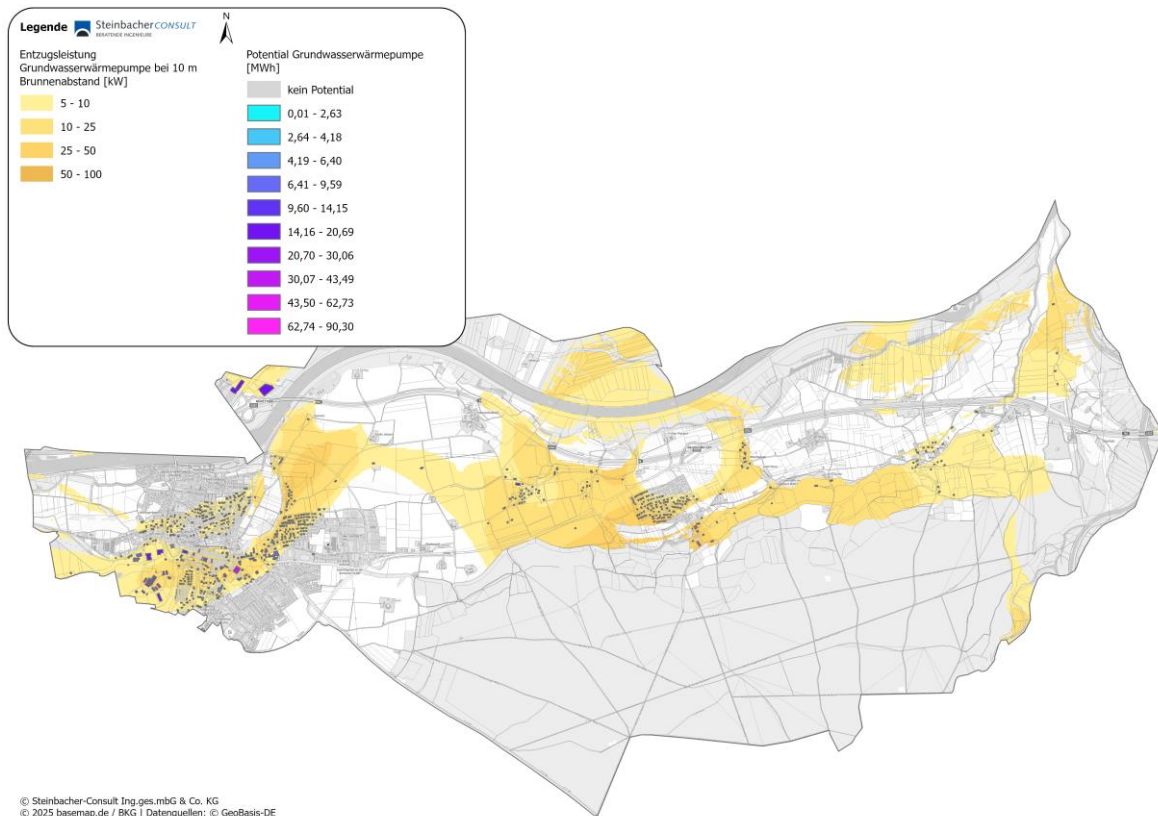 Legende
Steinbacher CONSULT
BERATENDE INGENIEURE
N
Entzugsleistung
Grundwasserwärmepumpe bei 10 m
Brunnenabstand [kW]
5 - 10
10 - 25
25 - 50
50 - 100
Potential Grundwasserwärmepumpe
[MWh]
kein Potential
0,01 - 2,63
2,64 - 4,18
4,19 - 6,40
6,41 - 9,59
9,60 - 14,15
14,16 - 20,69
20,70 - 30,06
30,07 - 43,49
43,50 - 62,73
62,74 - 90,30
© Steinbacher-Consult Ing.ges.mbG & Co. KG
© 2025 basemap.de / BKG | Datenquellen: © GeoBasis-DE